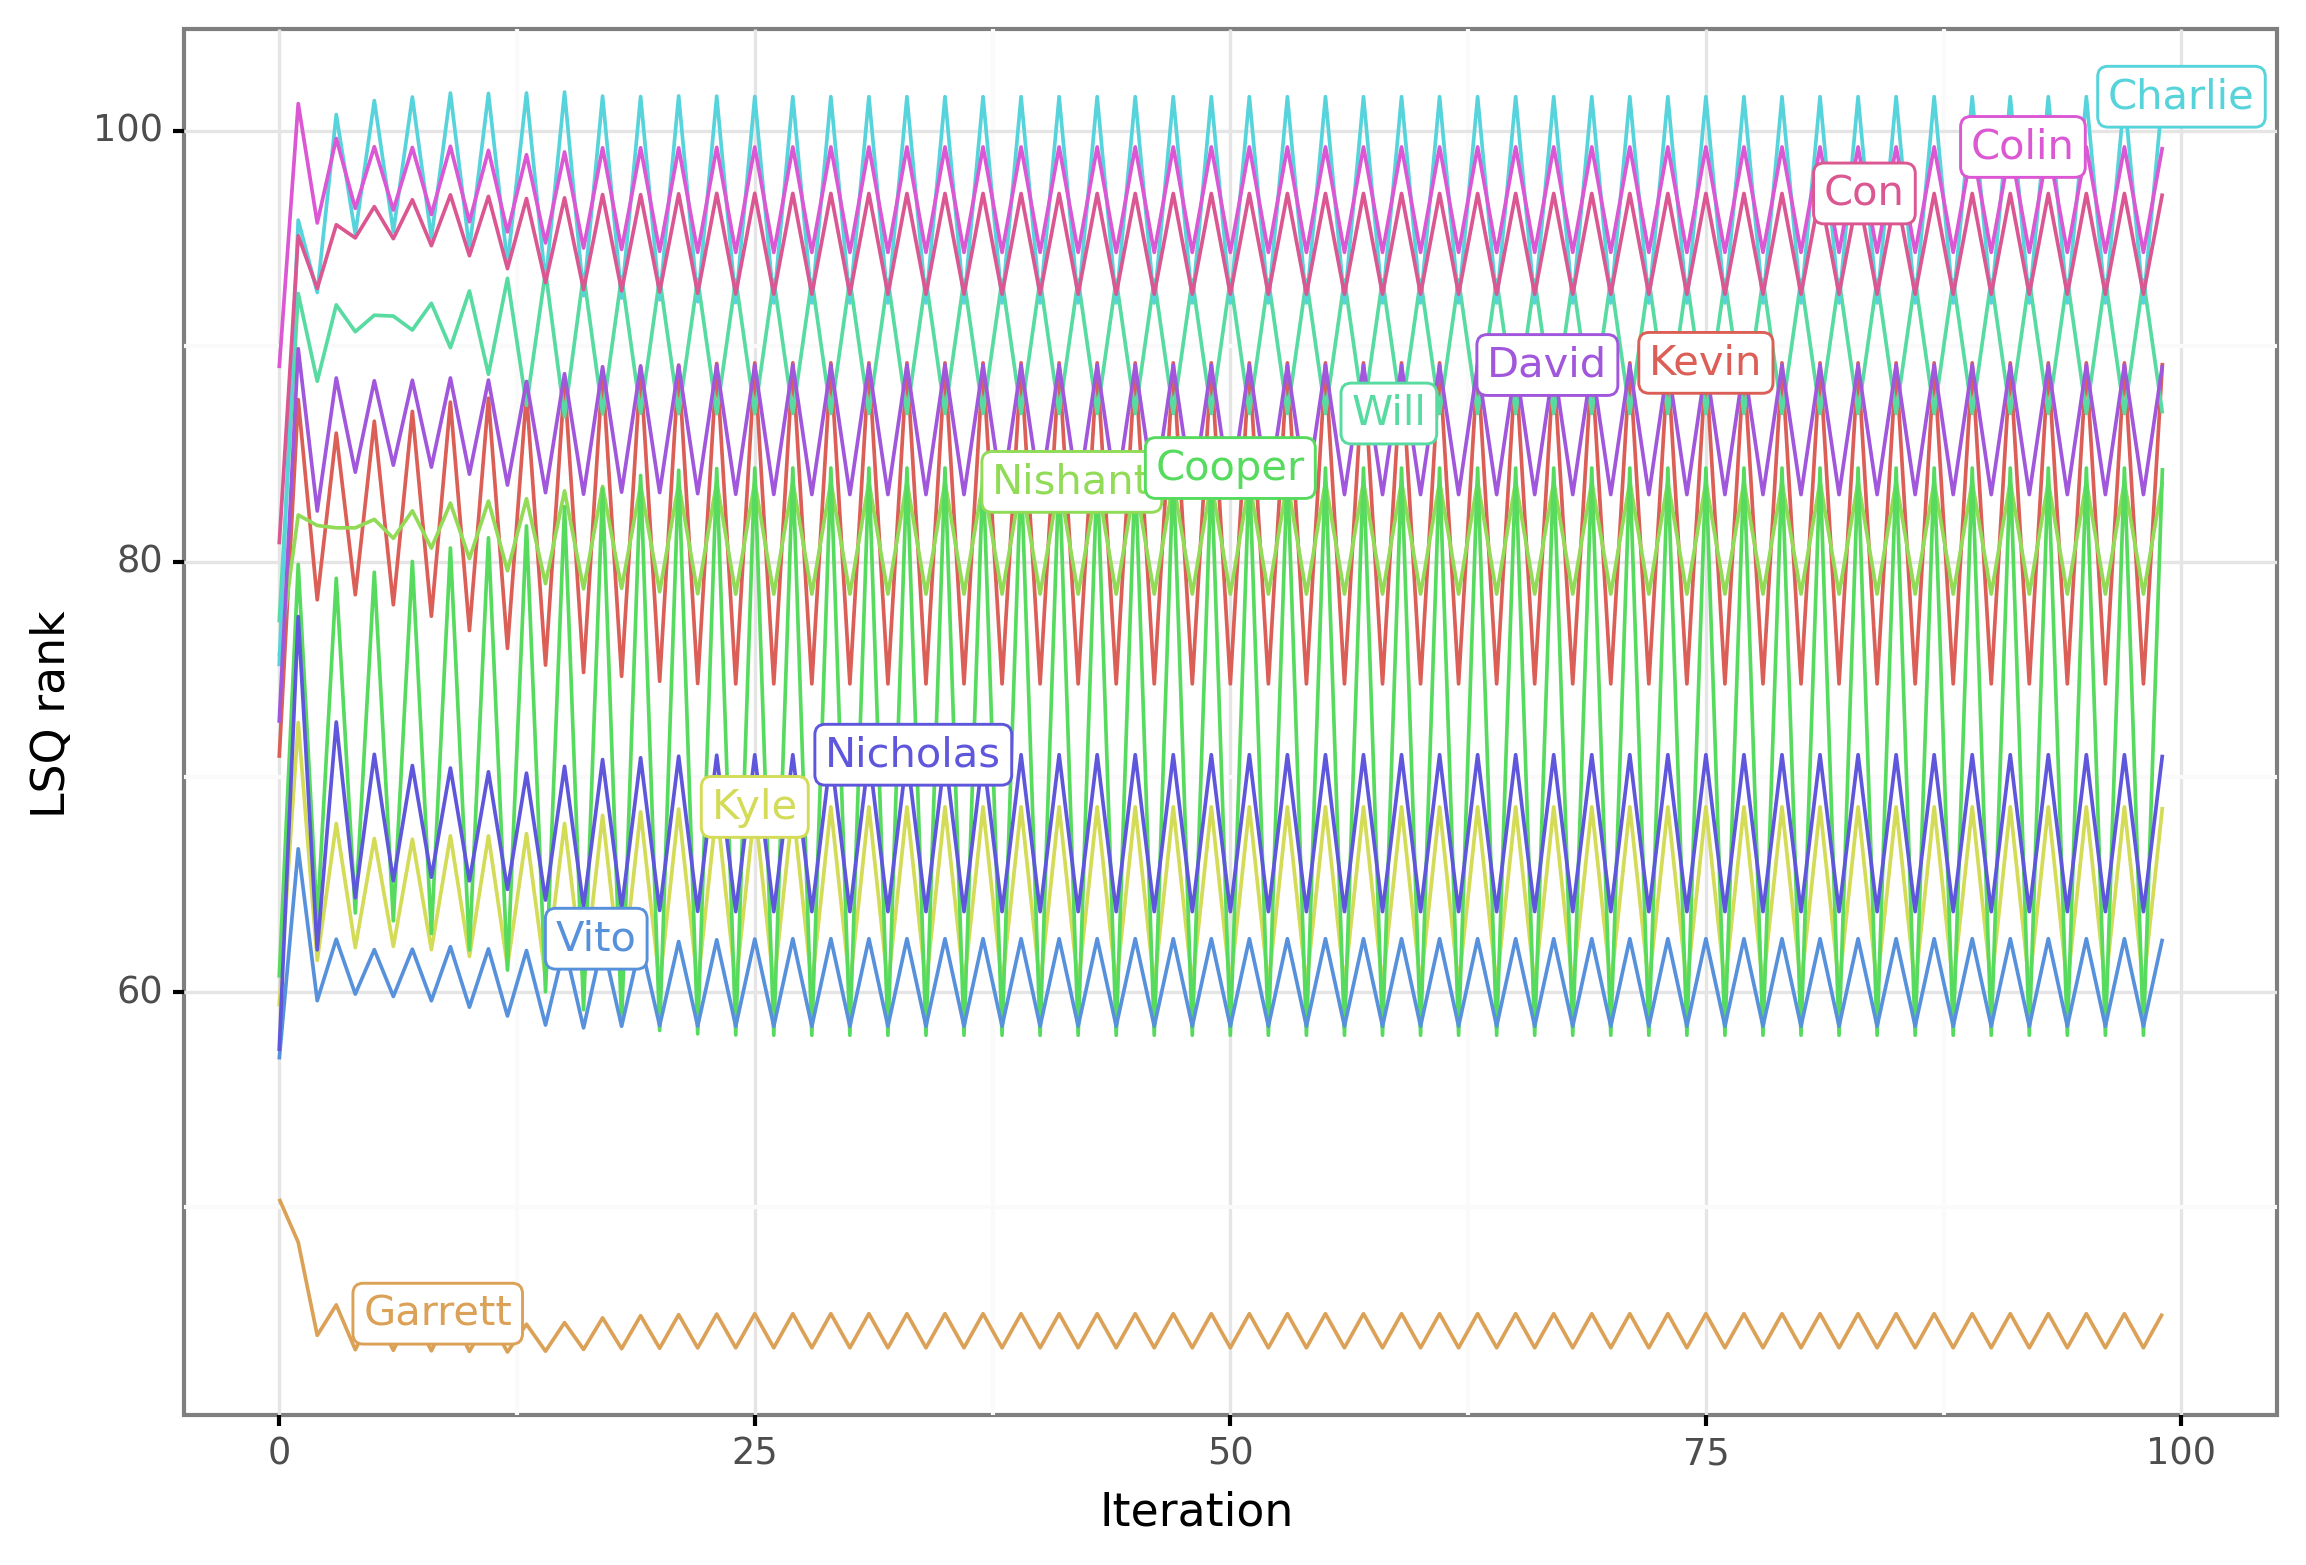 Charlie
100
Colin
Con
David
Kevin
Will
Cooper
Nishant
80
LSQ rank
Nicholas
Kyle
Vito
60
Garrett
0
25
50
75
100
Iteration